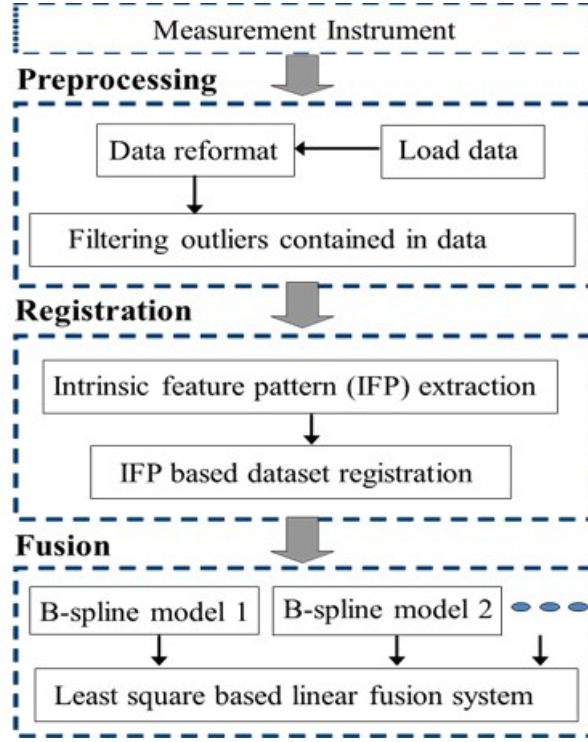 Measurement Instrument
Preprocessing
Data reformat
Load data
Filtering outliers contained in data
Registration
Intrinsic feature pattern (IFP) extraction
IFP based dataset registration
Fusion
B-spline model 1
B-spline model 2
Least square based linear fusion system